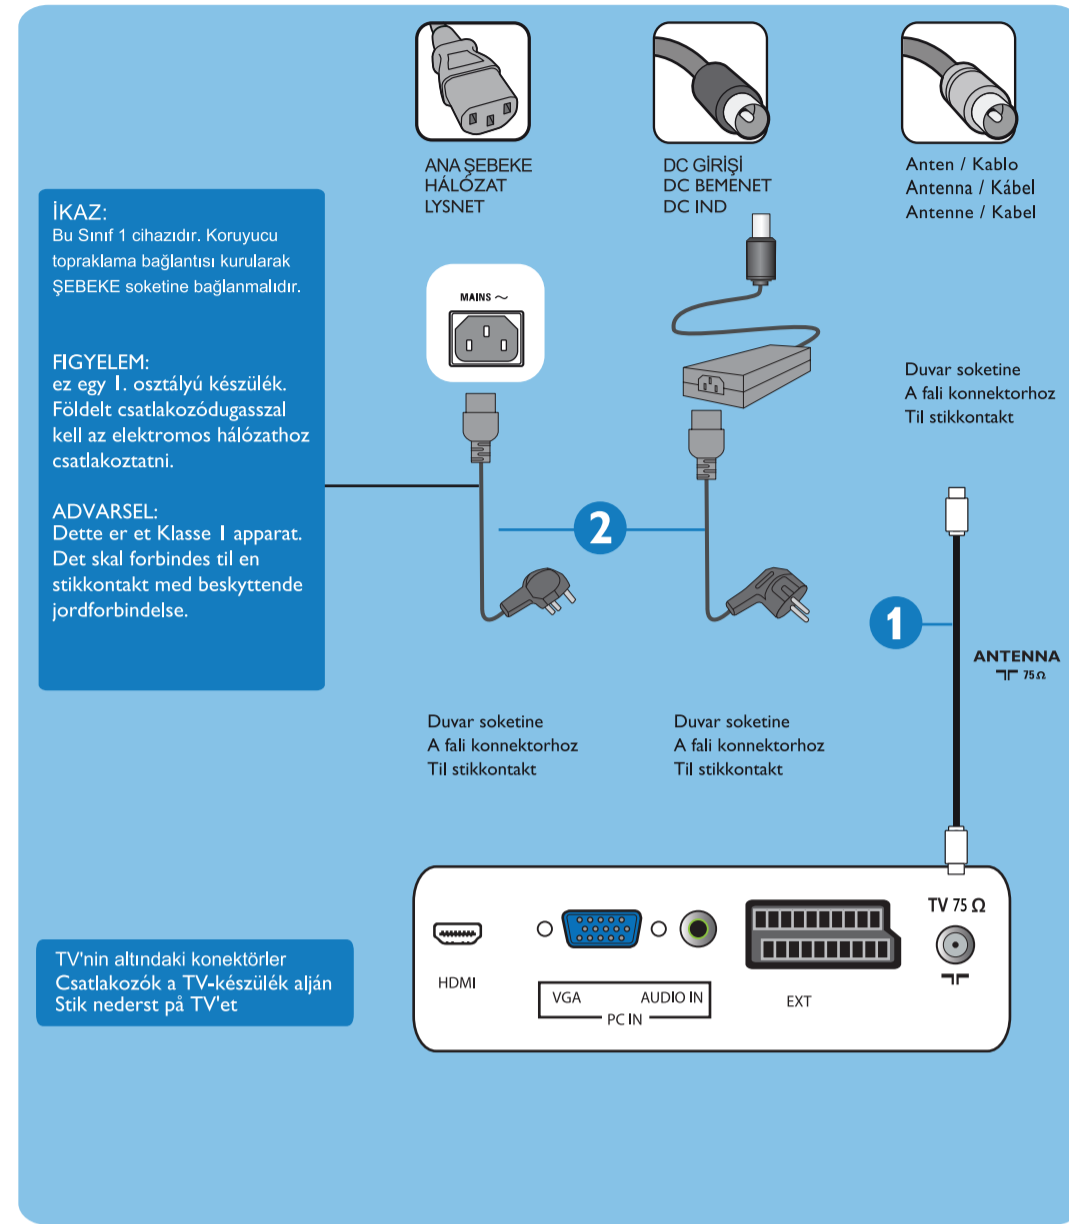 ANA ŞEBEKE
HÁLÓZAT
LYSNET
DC GİRİŞİ
DC BEMENET
DC IND
Anten / Kablo
Antenna / Kábel
Antenne / Kabel
İKAZ:
Bu Sınıf 1 cihazıdır. Koruyucu
topraklama bağlantısı kurularak
ŞEBEKE soketine bağlanmalıdır.
FIGYELEM:
ez egy I. osztályú készülék.
Földelt csatlakozódugasszal
kell az elektromos hálózathoz
csatlakoztatni.
ADVARSEL:
Dette er et Klasse I apparat.
Det skal forbindes til en
stikkontakt med beskyttende
jordforbindelse.
MAINS ~
Duvar soketine
A fali konnektorhoz
Til stikkontakt
2
1
ANTENNA
75 Ω
Duvar soketine
A fali konnektorhoz
Til stikkontakt
Duvar soketine
A fali konnektorhoz
Til stikkontakt
TV'nin altındaki konektörler
Csatlakozók a TV-készülék alján
Stik nederst på TV'et
HDMI
VGA
AUDIO IN
PC IN
EXT
TV 75 Ω